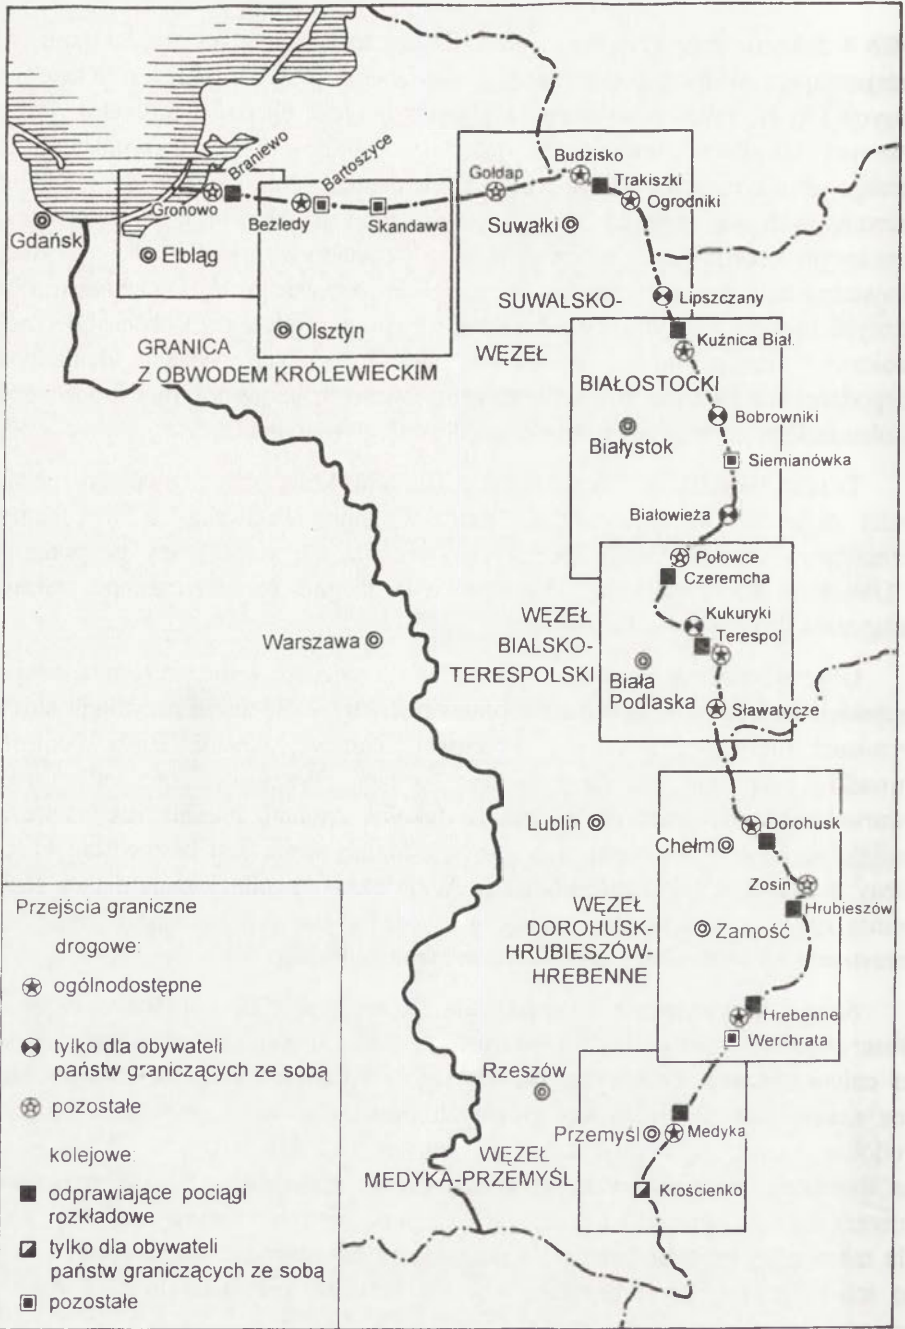 Braniewo
Gronowo
Gdańsk
Elbląg
Bartoszyce
Bezledy
Skandawa
Olsztyn
GRANICA
Z OBWODEM KRÓLEWIECKIM
Gołdap
Budzisko
Trakiszki
Ogrodniki
Suwałki
Lipszczany
SUWALSKO-
WĘZEŁ
BIAŁOSTOCKI
Kuźnica Biał.
Bobrowniki
Białystok
Siemianówka
Białowieża
Połowce
Czeremcha
WĘZEŁ
BIALSKO-
TERESPOLSKI
Kukuryki
Terespol
Warszawa
Biała
Podlaska
Sławatycze
Lublin
Dorohusk
Chełm
Zosin
Hrubieszów
WĘZEŁ
DOROHUSK-
HRUBIESZÓW-
HREBENNE
Zamość
Hrebenne
Werchrata
Rzeszów
Przemyśl
Medyka
WĘZEŁ
MEDYKA-PRZEMYŚL
Krościenko
Przejścia graniczne
drogowe:
ogólnodostępne
tylko dla obywateli
państw graniczących ze sobą
pozostałe
kolejowe:
odprawiające pociągi
rozkładowe
tylko dla obywateli
państw graniczących ze sobą
pozostałe